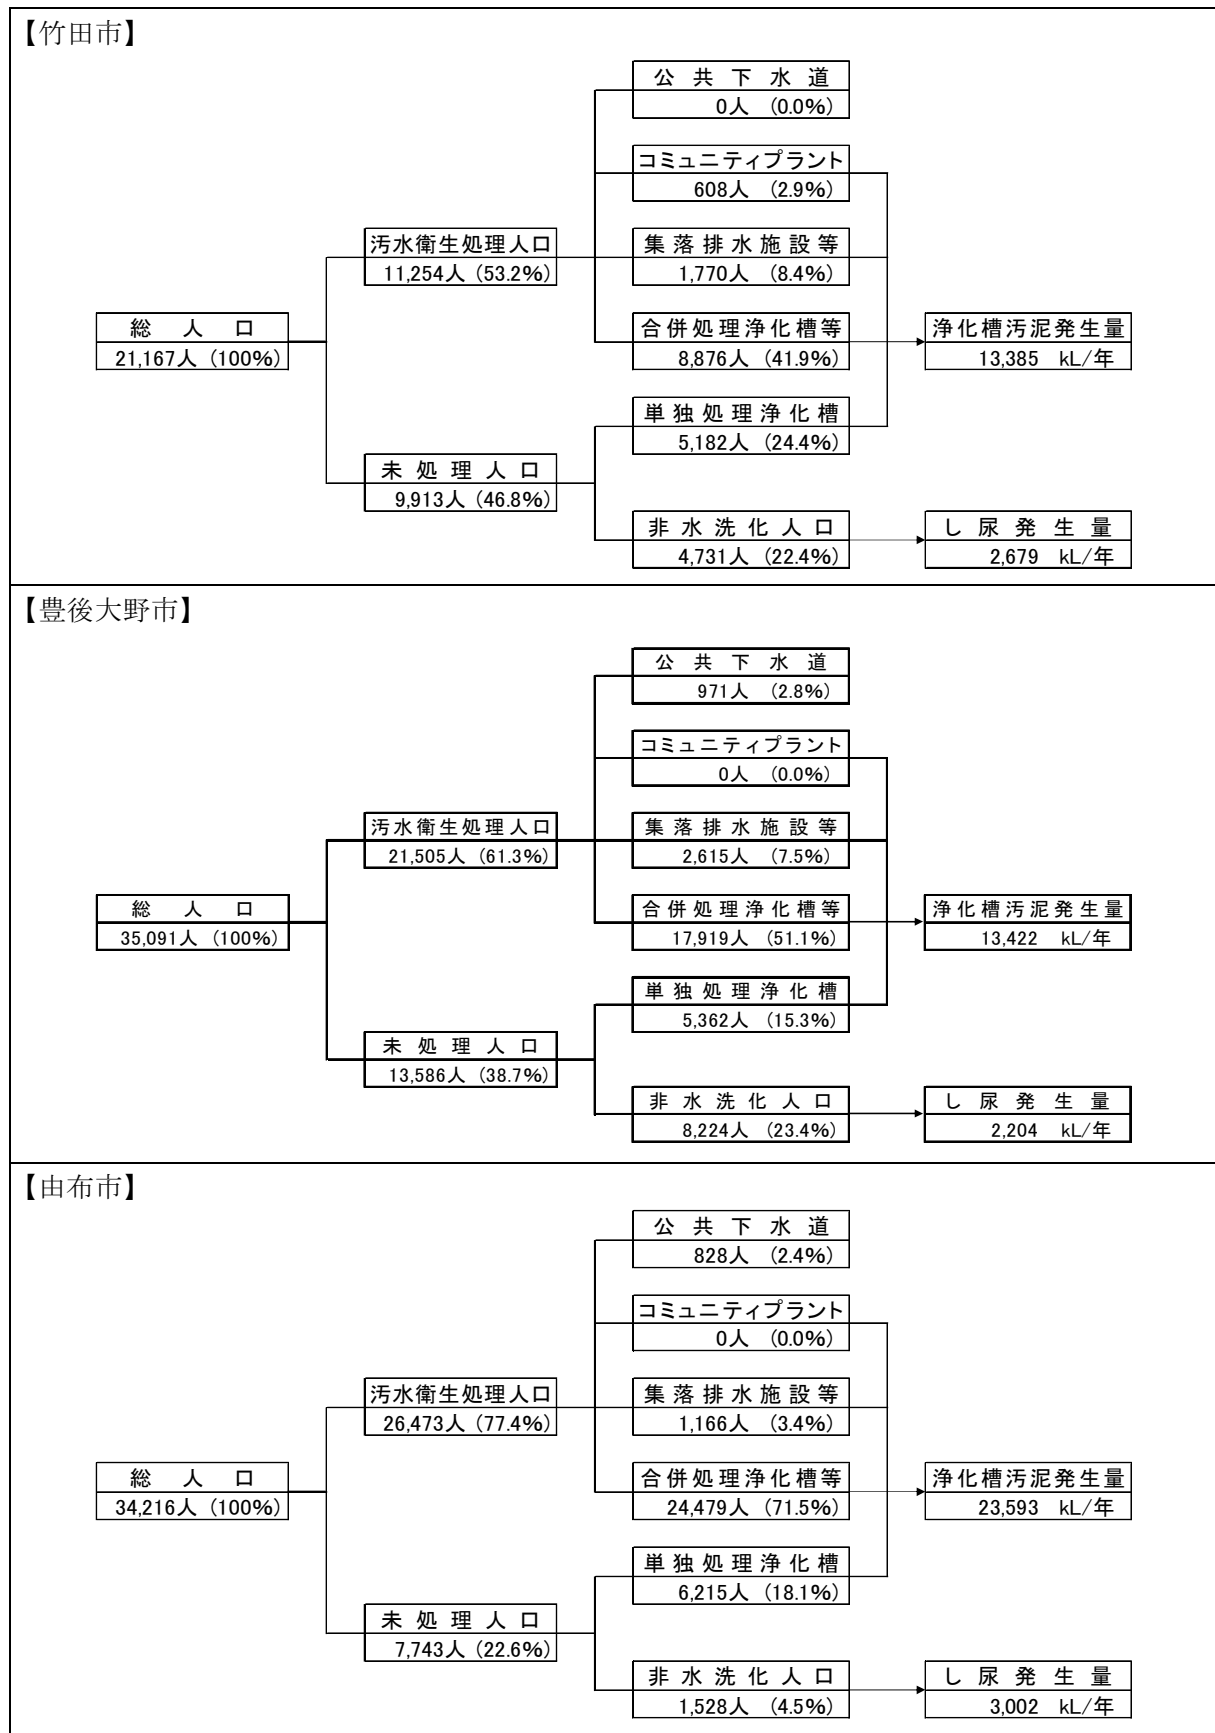 【竹田市】
公共下水道
0人 (0.0%)
コミュニティプラント
608人 (2.9%)
汚水衛生処理人口
11,254人 (53.2%)
集落排水施設等
1,770人 (8.4%)
総人口
21,167人 (100%)
合併処理浄化槽等
8,876人 (41.9%)
浄化槽汚泥発生量
13,385 kL/年
単独処理浄化槽
5,182人 (24.4%)
未処理人口
9,913人 (46.8%)
非水洗化人口
4,731人 (22.4%)
し尿発生量
2,679 kL/年
【豊後大野市】
公共下水道
971人 (2.8%)
コミュニティプラント
0人 (0.0%)
汚水衛生処理人口
21,505人 (61.3%)
集落排水施設等
2,615人 (7.5%)
総人口
35,091人 (100%)
合併処理浄化槽等
17,919人 (51.1%)
浄化槽汚泥発生量
13,422 kL/年
単独処理浄化槽
5,362人 (15.3%)
未処理人口
13,586人 (38.7%)
非水洗化人口
8,224人 (23.4%)
し尿発生量
2,204 kL/年
【由布市】
公共下水道
828人 (2.4%)
コミュニティプラント
0人 (0.0%)
汚水衛生処理人口
26,473人 (77.4%)
集落排水施設等
1,166人 (3.4%)
総人口
34,216人 (100%)
合併処理浄化槽等
24,479人 (71.5%)
浄化槽汚泥発生量
23,593 kL/年
単独処理浄化槽
6,215人 (18.1%)
未処理人口
7,743人 (22.6%)
非水洗化人口
1,528人 (4.5%)
し尿発生量
3,002 kL/年